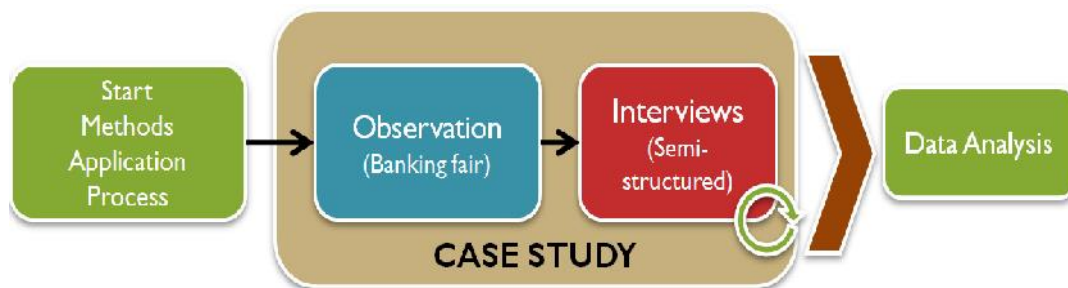 Start
Methods
Application
Process
Observation
(Banking fair)
Interviews
(Semi-
structured)
CASE STUDY
Data Analysis